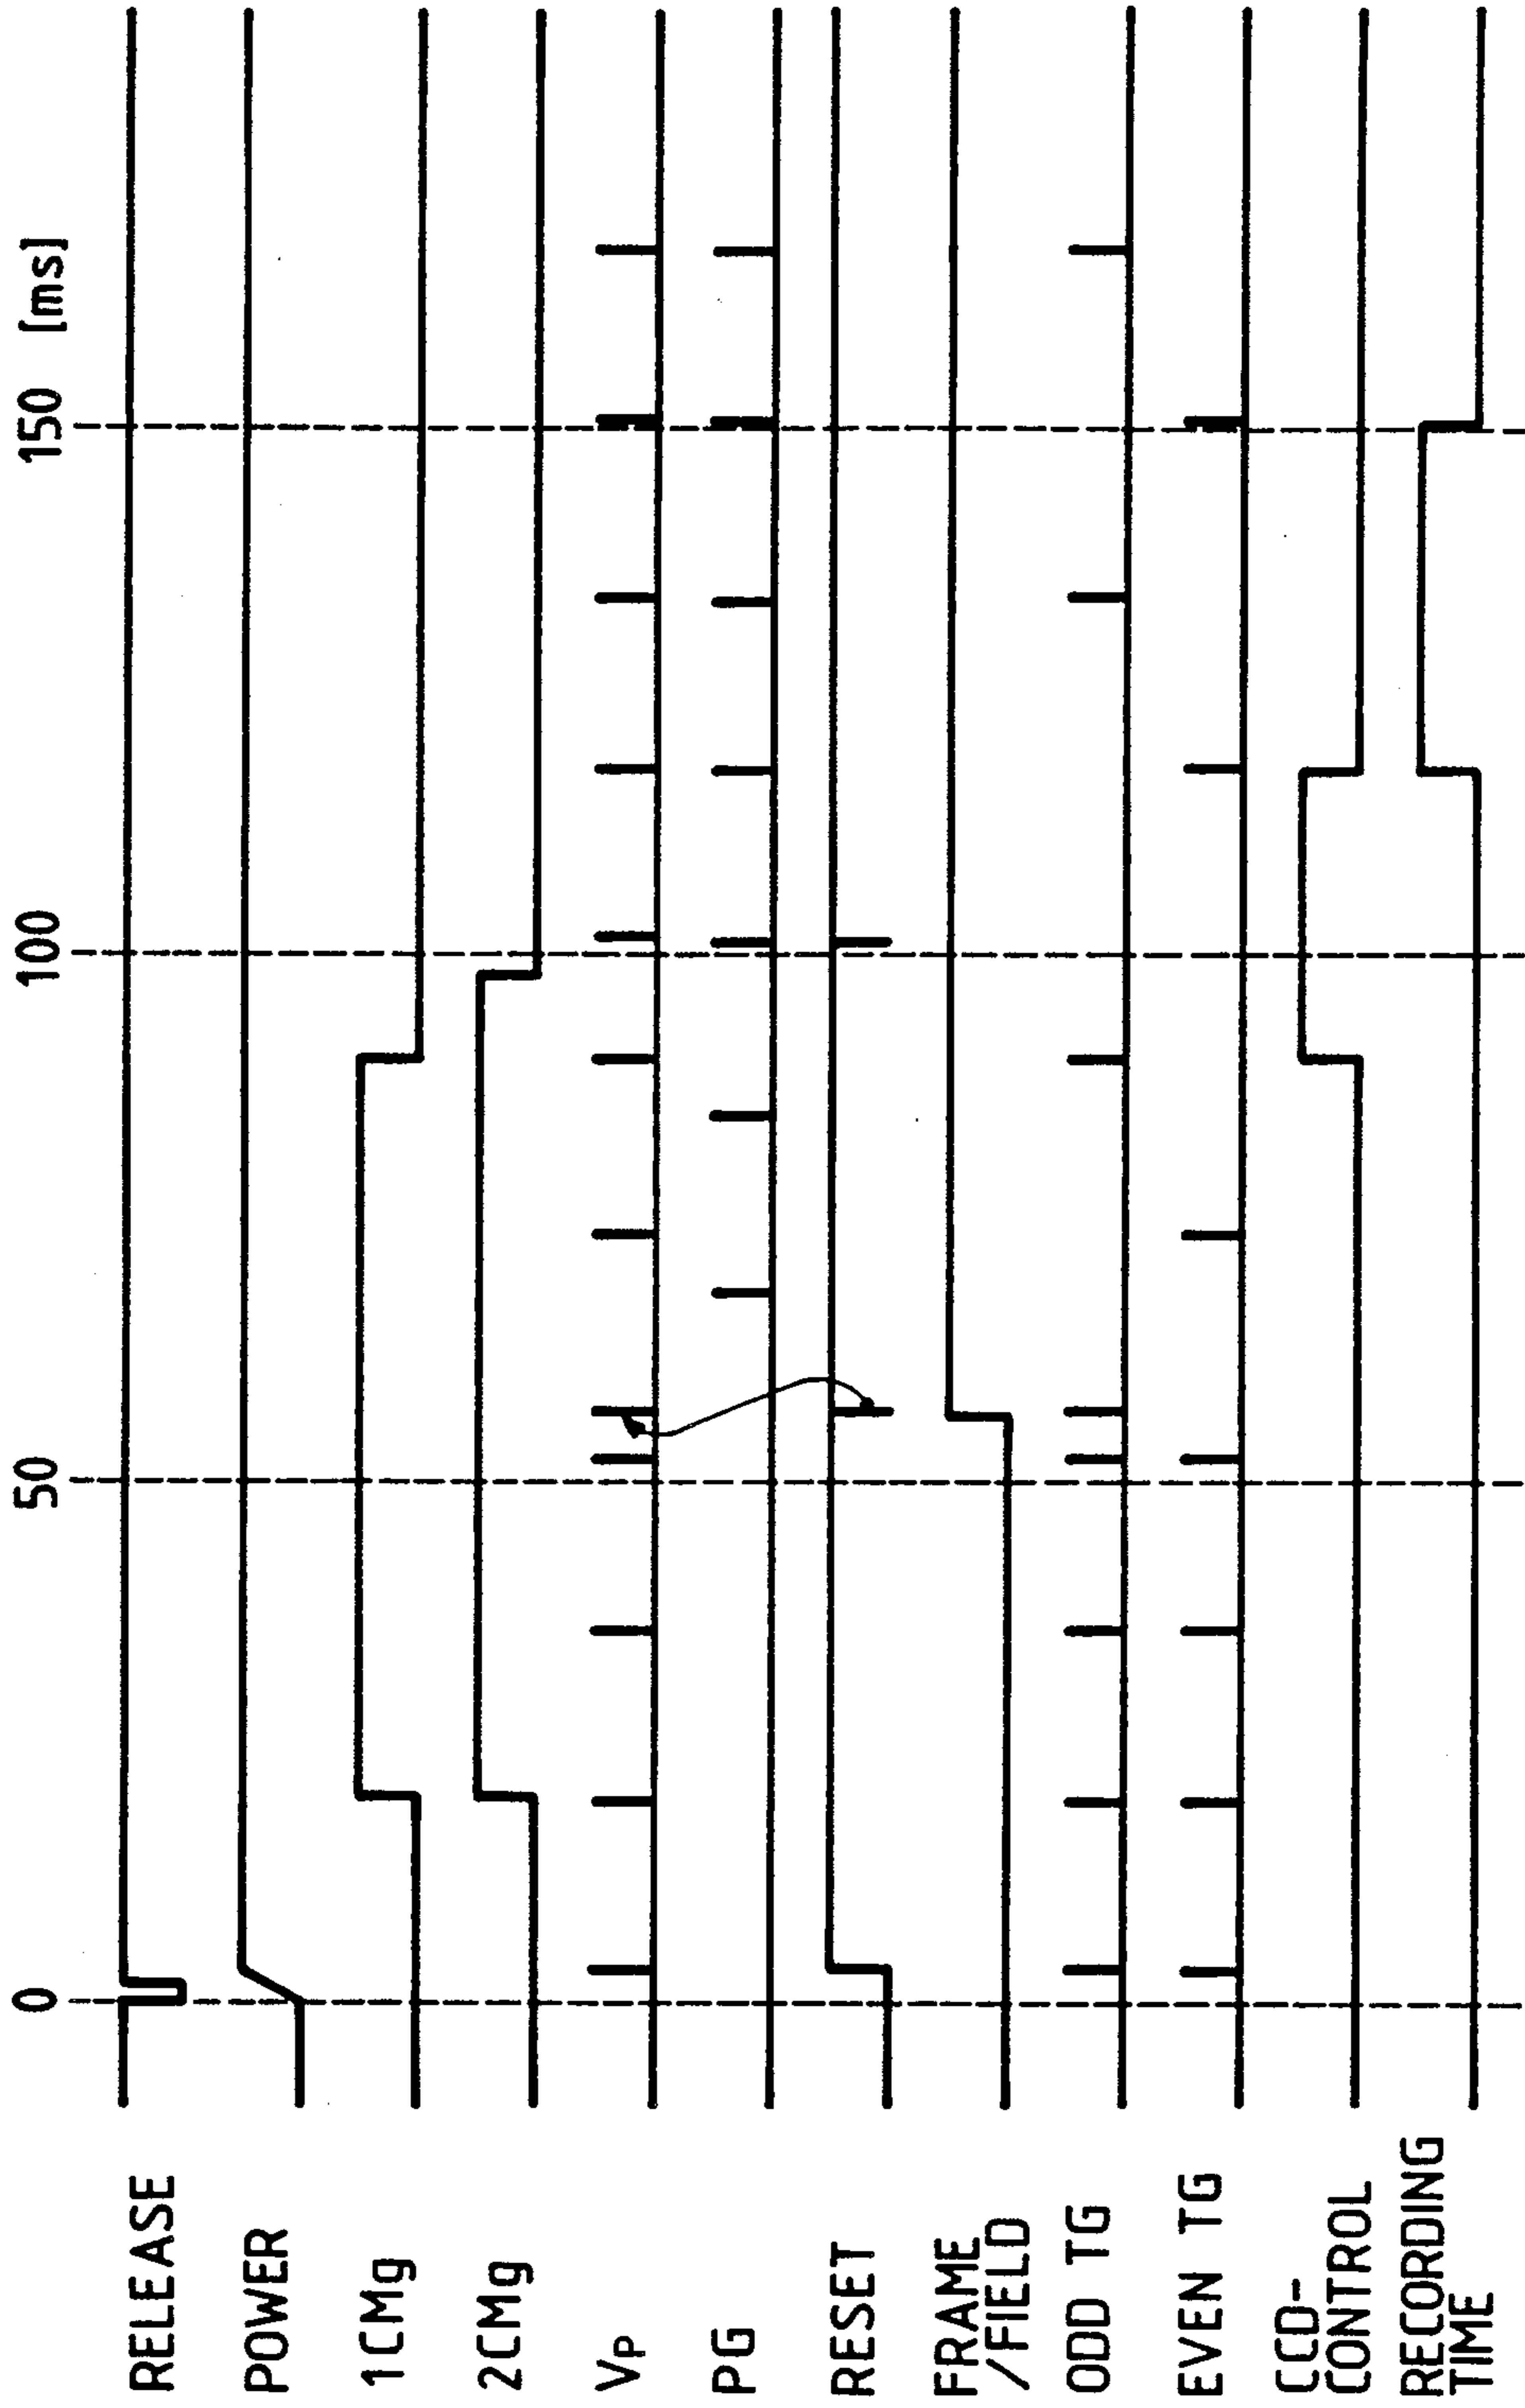 0 50 100 150 [ms]
RELEASE
POWER
1CMg
2CMg
VP
PG
RESET
FRAME
/FIELD
ODD TG
EVEN TG
CCD-
CONTROL
RECORDING
TIME